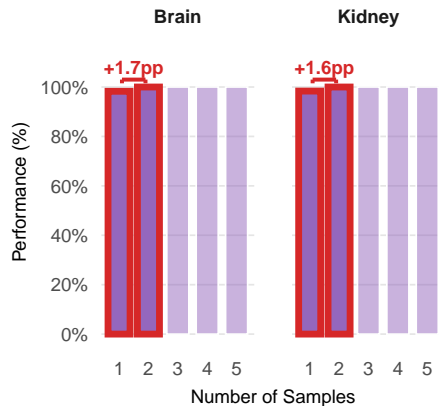 Brain Kidney
+1.7pp +1.6pp
100%
80%
60%
40%
20%
0%
Performance (%)
1 2 3 4 5 1 2 3 4 5
Number of Samples